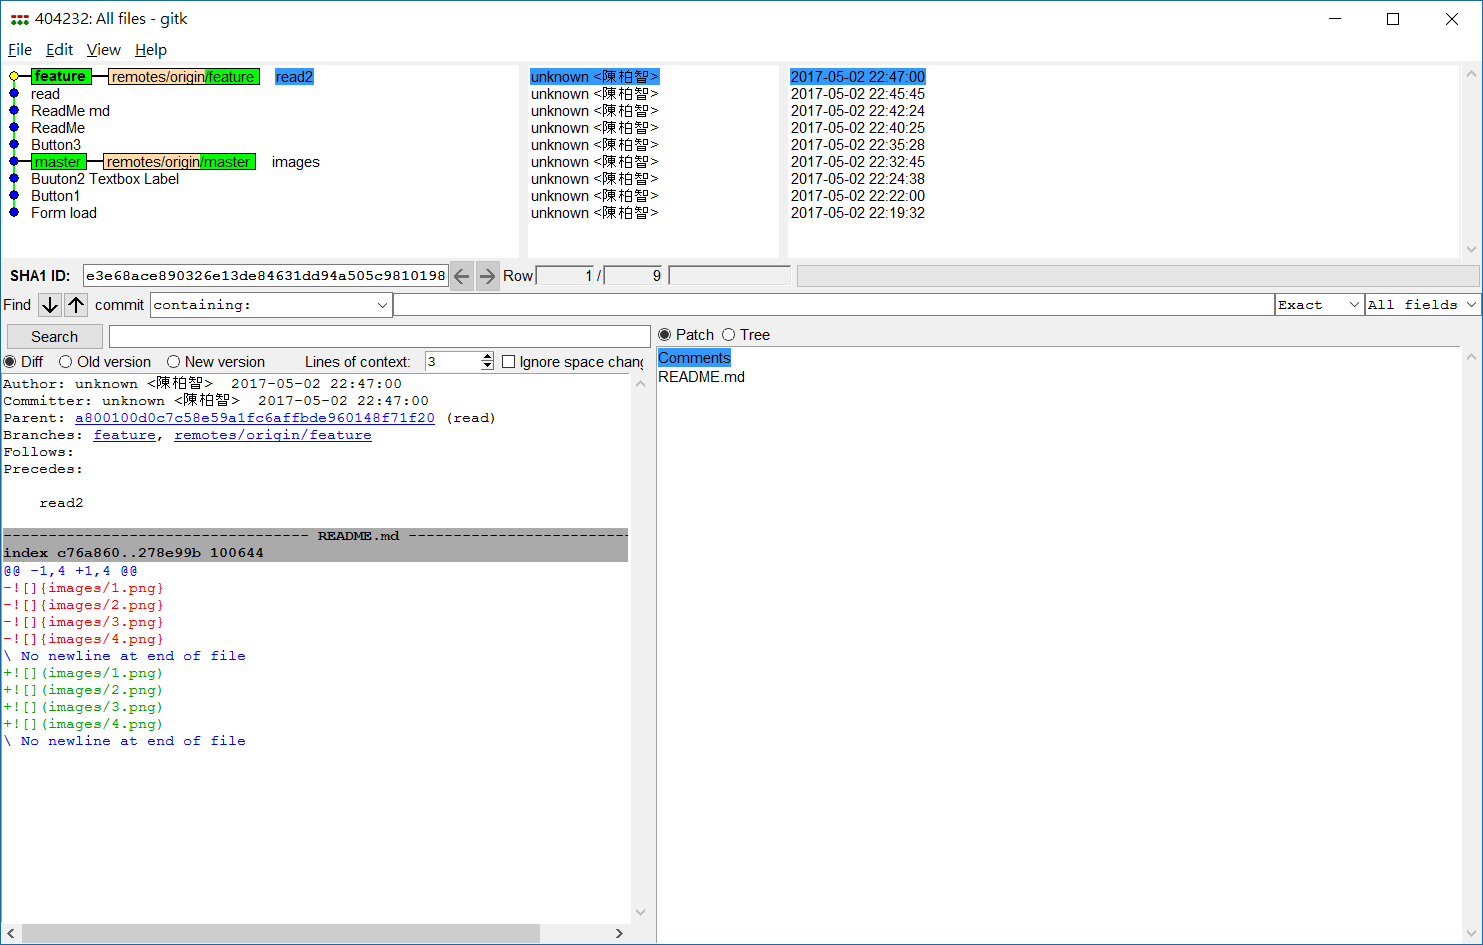 404232: All files - gitk
File Edit View Help
feature remotes/origin/feature read2 unknown <陳柏智> 2017-05-02 22:47:00
read unknown <陳柏智> 2017-05-02 22:45:45
ReadMe md unknown <陳柏智> 2017-05-02 22:42:24
ReadMe unknown <陳柏智> 2017-05-02 22:40:25
Button3 unknown <陳柏智> 2017-05-02 22:35:28
master remotes/origin/master images unknown <陳柏智> 2017-05-02 22:32:45
Buuton2 Textbox Label unknown <陳柏智> 2017-05-02 22:24:38
Button1 unknown <陳柏智> 2017-05-02 22:22:00
Form load unknown <陳柏智> 2017-05-02 22:19:32
SHA1 ID: e3e68ace890326e13de84631dd94a505c9810198 Row 1 / 9
Find commit containing: Exact All fields
Search
Patch Tree
Diff Old version New version Lines of context: 3 Ignore space chang
Comments
README.md
Author: unknown <陳柏智> 2017-05-02 22:47:00
Committer: unknown <陳柏智> 2017-05-02 22:47:00
Parent: a800100d0c7c58e59a1fc6affbde960148f71f20 (read)
Branches: feature, remotes/origin/feature
Follows:
Precedes:
read2
---------------------------------- README.md -------------------------
index c76a860..278e99b 100644
@@ -1,4 +1,4 @@
-![]{images/1.png}
-![]{images/2.png}
-![]{images/3.png}
-![]{images/4.png}
\ No newline at end of file
+![](images/1.png)
+![](images/2.png)
+![](images/3.png)
+![](images/4.png)
\ No newline at end of file